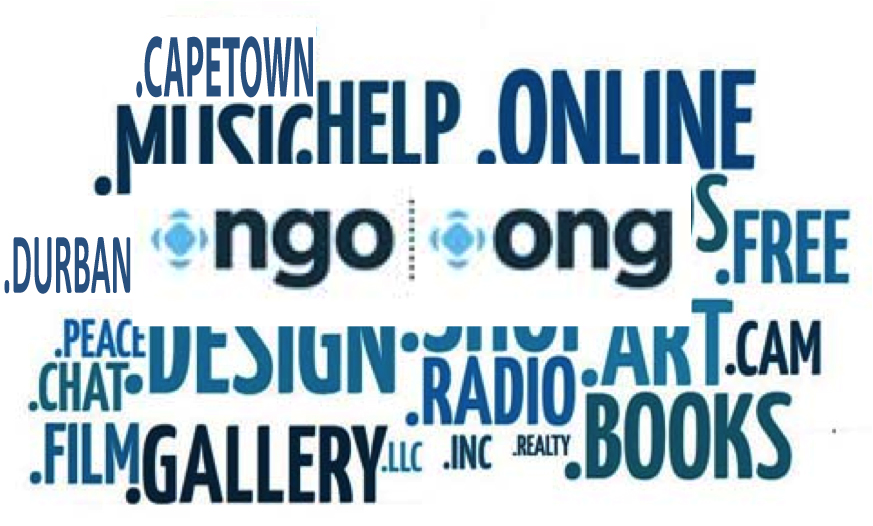 .CAPETOWN
.MUSIC.HELP .ONLINE
S.FREE
ngo ong
.DURBAN
.PEACE.DESIGN.SHOP.ART.CAM
.CHAT
.RADIO
.FILM.GALLERY.LLC .INC .REALTY.BOOKS